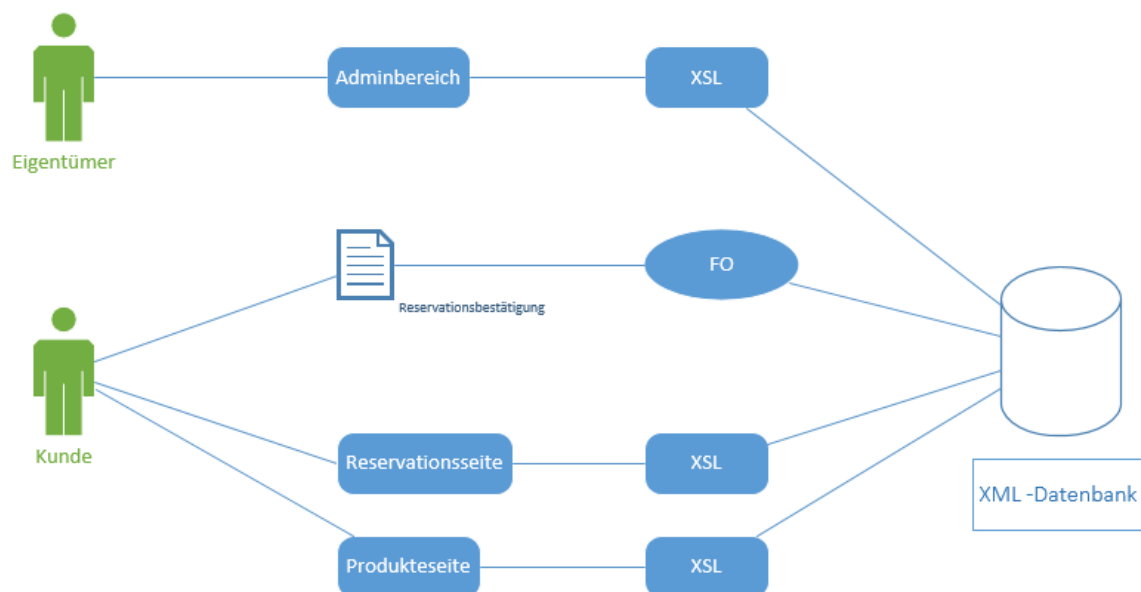 Adminbereich
XSL
Eigentümer
FO
Reservationsbestätigung
Kunde
Reservationsseite
XSL
XML -Datenbank
Produkteseite
XSL